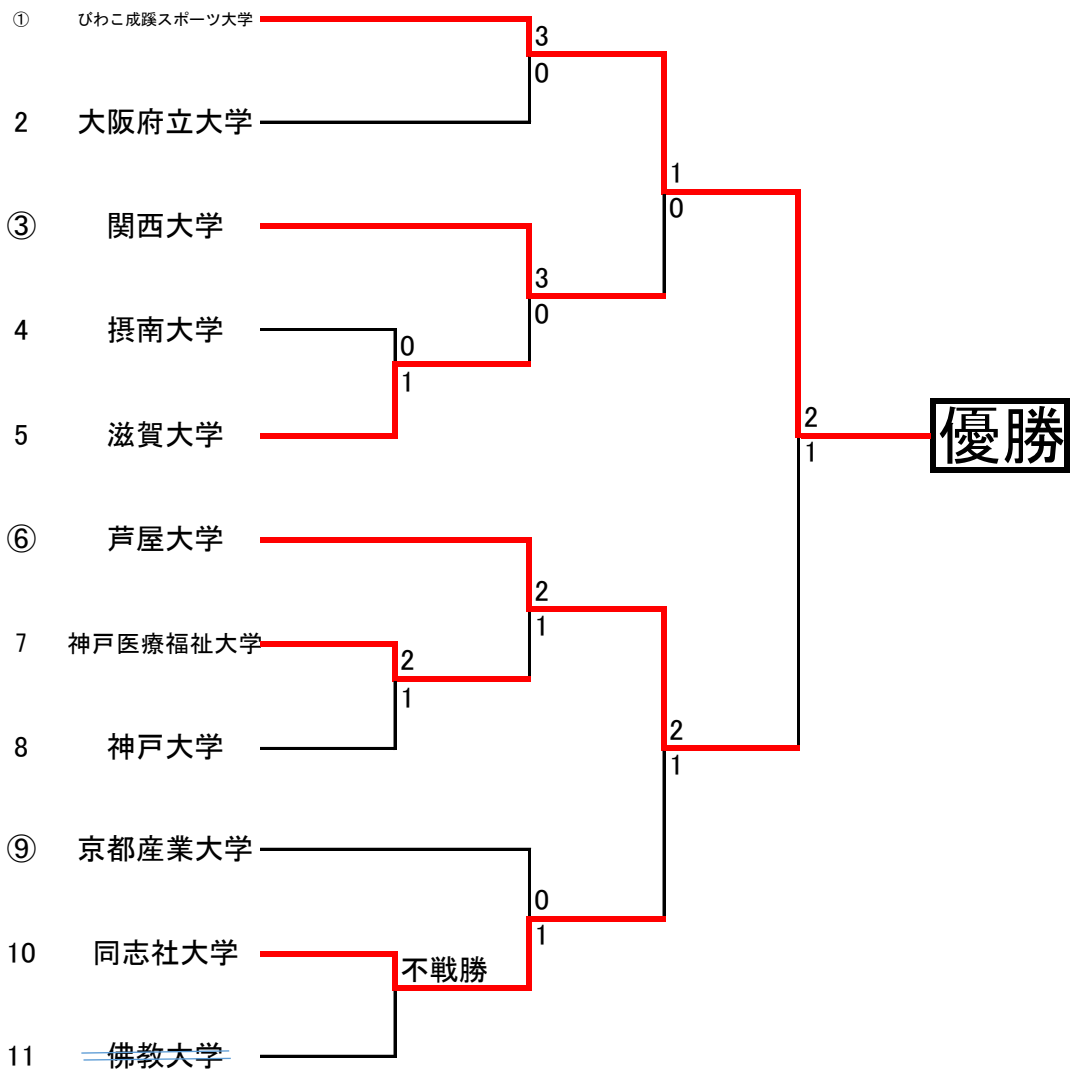 ① びわこ成蹊スポーツ大学
3
0
2 大阪府立大学
1
0
③ 関西大学
3
0
4 摂南大学
0
1
5 滋賀大学
2
1
優勝
⑥ 芦屋大学
2
1
7 神戸医療福祉大学
2
1
8 神戸大学
2
1
⑨ 京都産業大学
0
1
10 同志社大学
不戦勝
11 佛教大学